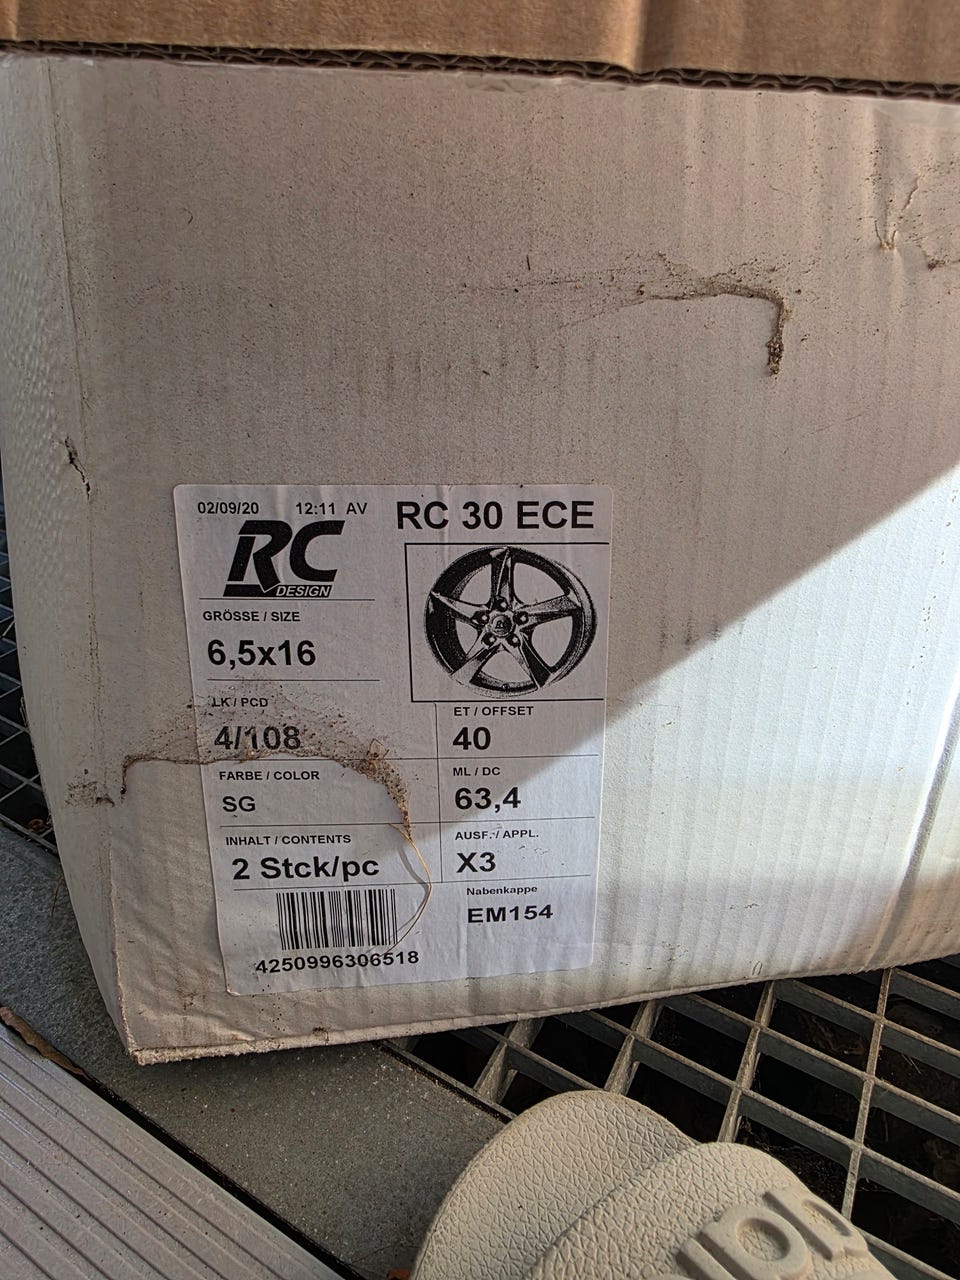 02/09/20 12:11 AV
RC 30 ECE
RC
DESIGN
GRÖSSE / SIZE
6,5x16
LK / PCD
4/108
ET / OFFSET
40
FARBE / COLOR
SG
ML / DC
63,4
INHALT / CONTENTS
2 Stck/pc
AUSF. / APPL.
X3
Nabenkappe
EM154
4250996306518